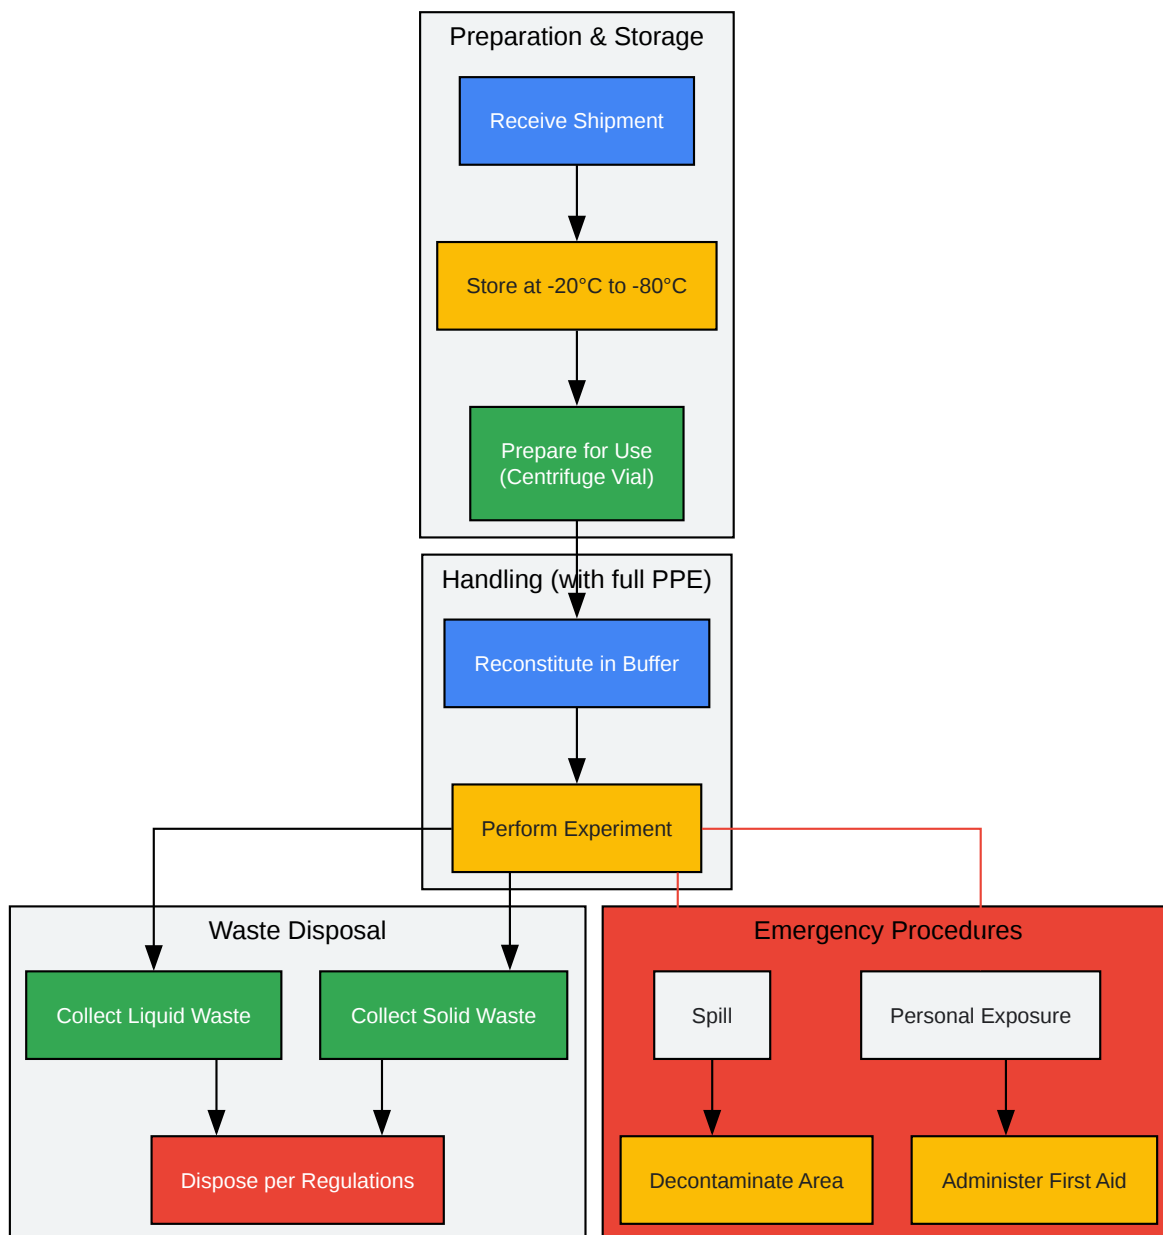 Preparation & Storage
Receive Shipment
Store at -20°C to -80°C
Prepare for Use
(Centrifuge Vial)
Handling (with full PPE)
Reconstitute in Buffer
Perform Experiment
Waste Disposal
Collect Liquid Waste
Collect Solid Waste
Dispose per Regulations
Emergency Procedures
Spill
Personal Exposure
Decontaminate Area
Administer First Aid